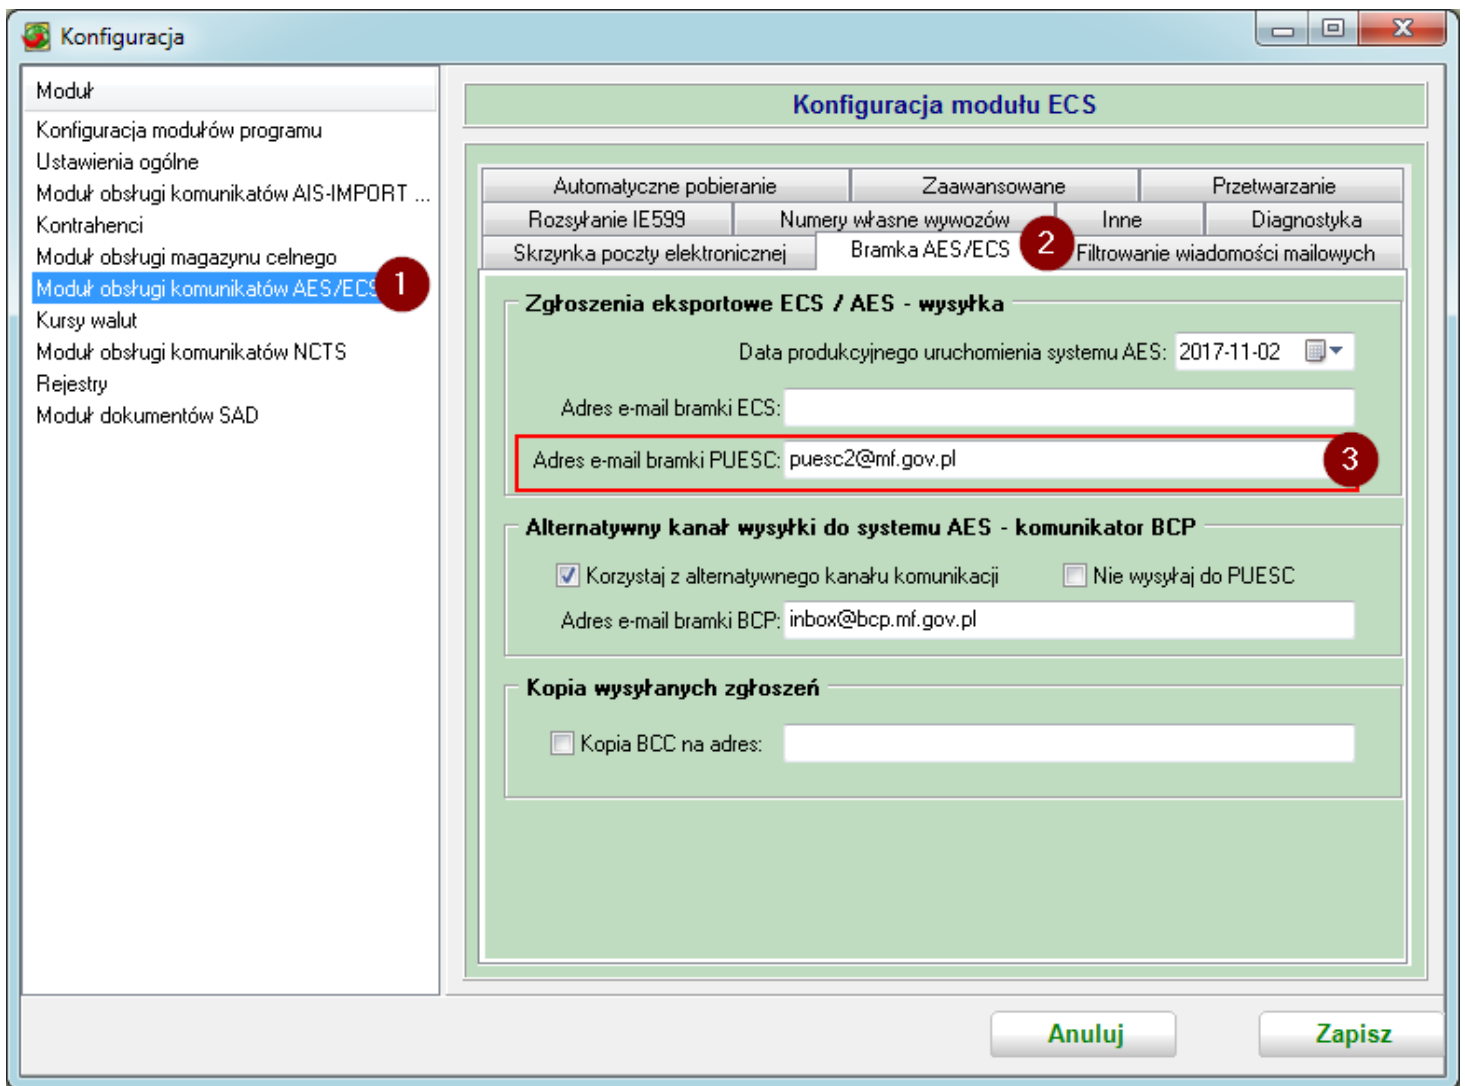 Konfiguracja
Moduł
Konfiguracja modułów programu
Ustawienia ogólne
Moduł obsługi komunikatów AIS-IMPORT ...
Kontrahenci
Moduł obsługi magazynu celnego
Moduł obsługi komunikatów AES/ECS
1
Kursy walut
Moduł obsługi komunikatów NCTS
Rejestry
Moduł dokumentów SAD
Konfiguracja modułu ECS
Automatyczne pobieranie Zaawansowane Przetwarzanie
Rozsyłanie IE599 Numery własne wywozów Inne Diagnostyka
Skrzynka poczty elektronicznej Bramka AES/ECS 2 Filtrowanie wiadomości mailowych
Zgłoszenia eksportowe ECS / AES - wysyłka
Data produkcyjnego uruchomienia systemu AES: 2017-11-02
Adres e-mail bramki ECS:
Adres e-mail bramki PUESC: puesc2@mf.gov.pl 3
Alternatywny kanał wysyłki do systemu AES - komunikator BCP
Korzystaj z alternatywnego kanału komunikacji Nie wysyłaj do PUESC
Adres e-mail bramki BCP: inbox@bcp.mf.gov.pl
Kopia wysyłanych zgłoszeń
Kopia BCC na adres:
Anuluj Zapisz